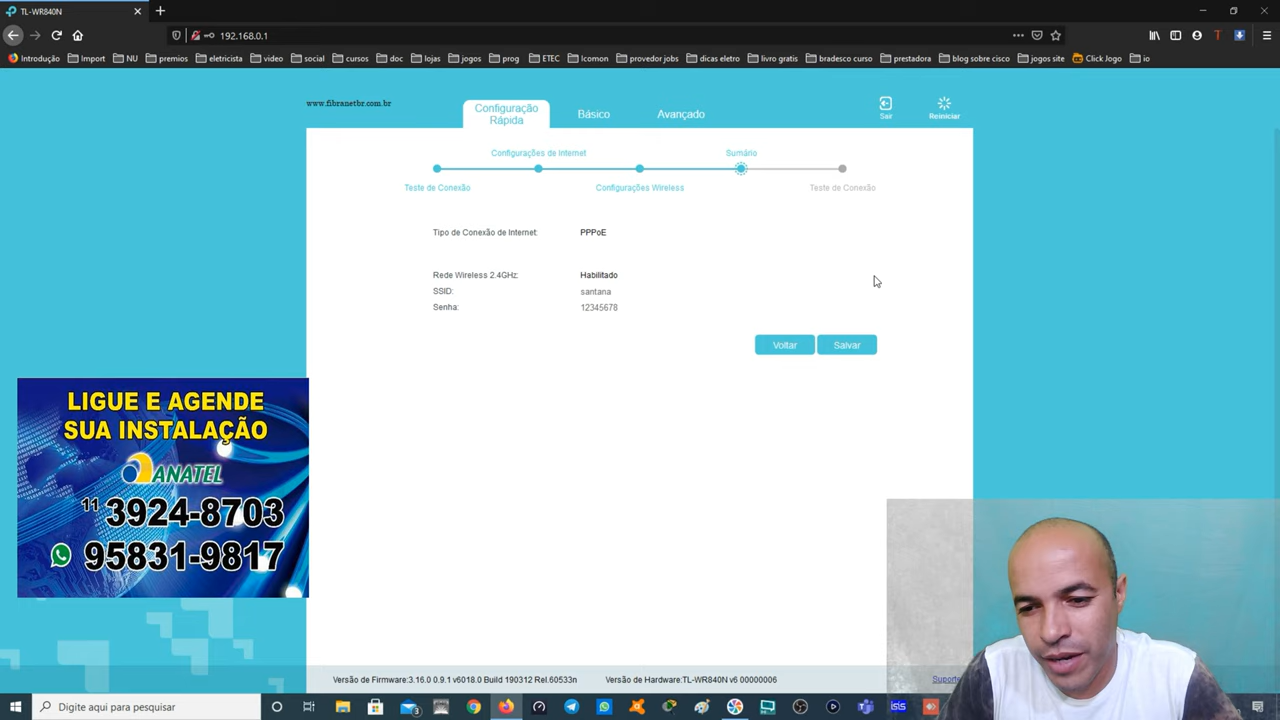 TL-WR840N
192.168.0.1
Introdução
Import
NU
premios
eletricista
video
social
cursos
doc
lojas
jogos
prog
ETEC
Icomon
provedor jobs
dicas eletro
livro gratis
bradesco curso
prestadora
blog sobre cisco
jogos site
Click Jogo
io
www.fibranetbr.com.br
Configuração
Rápida
Básico
Avançado
Sair
Reiniciar
Configurações de Internet
Sumário
Teste de Conexão
Configurações Wireless
Teste de Conexão
Tipo de Conexão de Internet: PPPoE
Rede Wireless 2.4GHz: Habilitado
SSID: santana
Senha: 12345678
Voltar
Salvar
LIGUE E AGENDE
SUA INSTALAÇÃO
ANATEL
11 3924-8703
95831-9817
Versão de Firmware:3.16.0 0.9.1 v6018.0 Build 190312 Rel.60533n
Versão de Hardware:TL-WR840N v6 00000006
Suporte
Digite aqui para pesquisar
3
isis